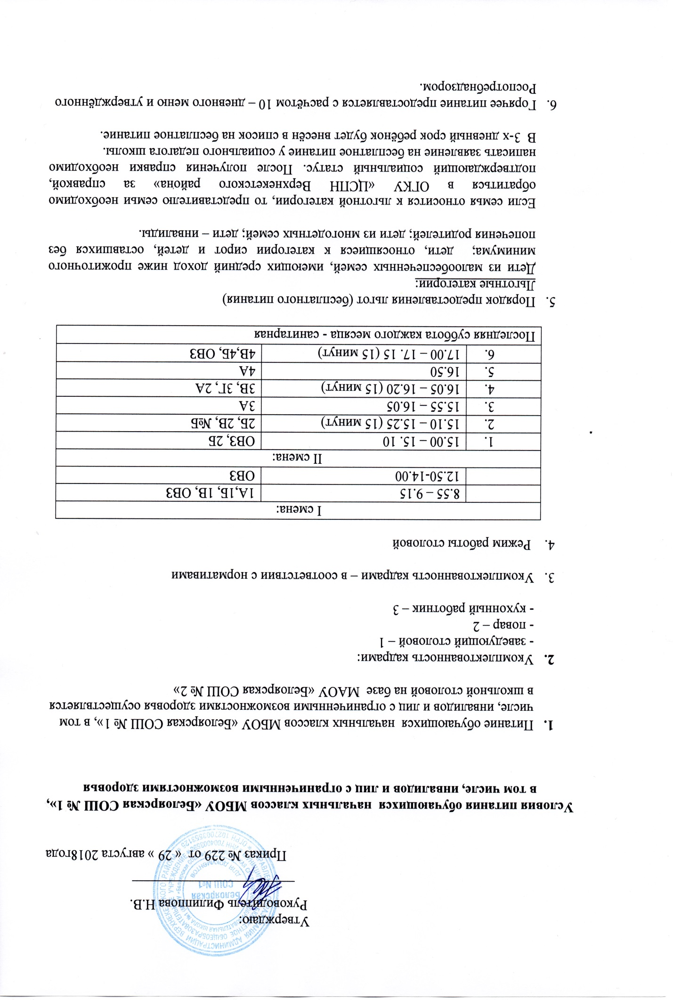 Утверждаю:
Руководитель Филиппова Н.В.
Приказ № 229 от « 29 » августа 2018года
Белоярская
СОШ №1
ДЛЯ ДОКУМЕНТОВ
Условия питания обучающихся начальных классов МБОУ «Белоярская СОШ № 1»,
в том числе, инвалидов и лиц с ограниченными возможностями здоровья
1. Питание обучающихся начальных классов МБОУ «Белоярская СОШ № 1», в том
числе, инвалидов и лиц с ограниченными возможностями здоровья осуществляется
в школьной столовой на базе МАОУ «Белоярская СОШ № 2»
2. Укомплектованность кадрами:
- заведующий столовой – 1
- повар – 2
- кухонный работник – 3
3. Укомплектованность кадрами – в соответствии с нормативами
4. Режим работы столовой
I смена:
8.55 – 9.15 1А,1Б, 1В, ОВЗ
12.50-14.00 ОВЗ
II смена:
1. 15.00 – 15. 10 ОВЗ, 2Б
2. 15.10 – 15.25 (15 минут) 2Б, 2В, №Б
3. 15.55 – 16.05 3А
4. 16.05 – 16.20 (15 минут) 3В, 3Г, 2А
5. 16.50 4А
6. 17.00 – 17. 15 (15 минут) 4В,4Б, ОВЗ
Последняя суббота каждого месяца - санитарная
5. Порядок предоставления льгот (бесплатного питания)
Льготные категории:
Дети из малообеспеченных семей, имеющих средний доход ниже прожиточного
минимума; дети, относящиеся к категории сирот и детей, оставшихся без
попечения родителей; дети из многодетных семей; дети – инвалиды.
Если семья относится к льготной категории, то представителю семьи необходимо
обратиться в ОГКУ «ЦСПН Верхнекетского района» за справкой,
подтверждающий социальный статус. После получения справки необходимо
написать заявление на бесплатное питание у социального педагога школы.
В 3-х дневный срок ребёнок будет внесён в список на бесплатное питание.
6. Горячее питание предоставляется с расчётом 10 – дневного меню и утверждённого
Роспотребнадзором.